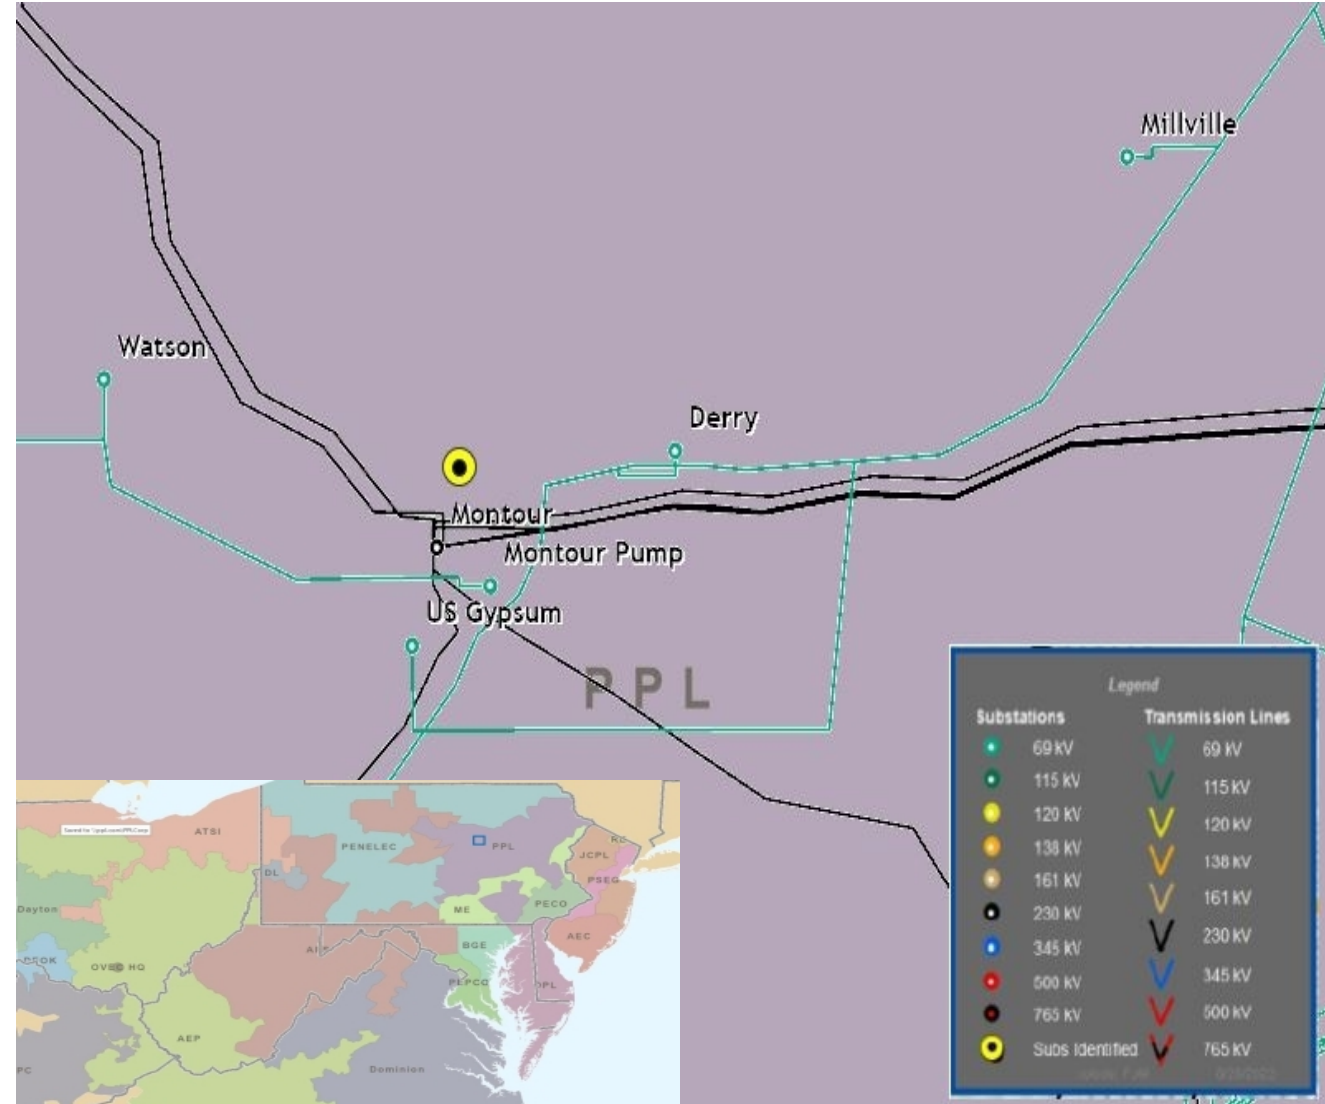 Millville
Watson
Derry
Montour
Montour Pump
US Gypsum
PPL
Legend
Substations Transmission Lines
69 kV 69 kV
115 kV 115 kV
120 kV 120 kV
138 kV 138 kV
161 kV 161 kV
230 kV 230 kV
345 kV 345 kV
500 kV 500 kV
765 kV 765 kV
Subs Identified
ATSI
PENELEC
PPL
JCPL
DL
PSEG
Dayton
ME
PECO
AEC
BGE
OVEC HQ
PEPCO
DPL
AEP
Dominion